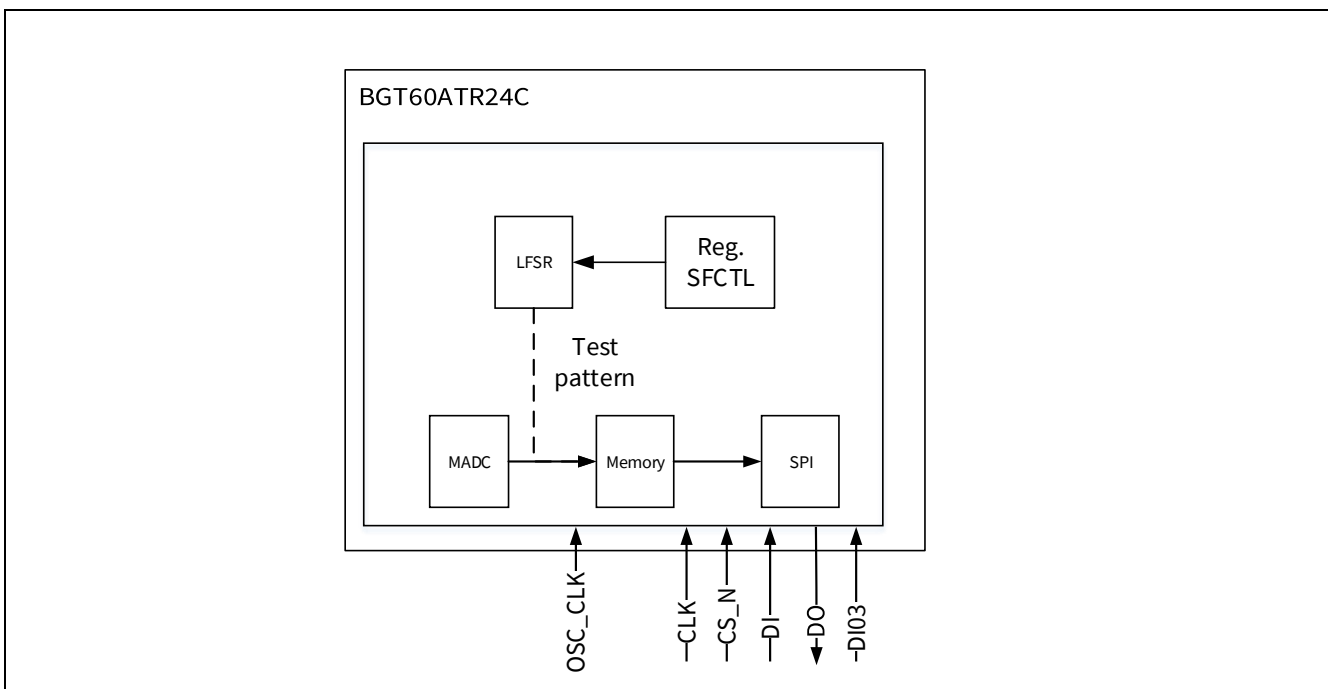 BGT60ATR24C
LFSR
Reg.
SFCTL
Test
pattern
MADC
Memory
SPI
OSC_CLK
CLK
CS_N
DI
DO
DI03